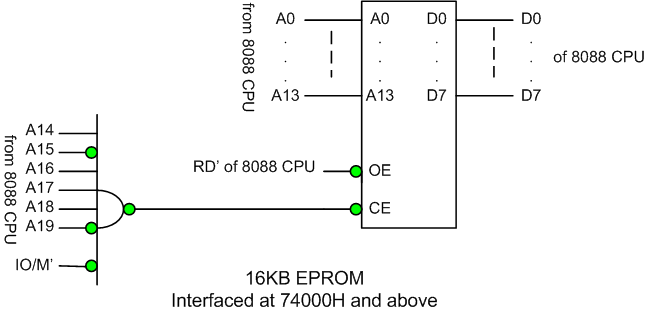 from 8088 CPU
A0 A0 D0 D0
of 8088 CPU
A13 A13 D7 D7
from 8088 CPU
A14
A15
A16
A17
A18
A19
IO/M'
RD' of 8088 CPU OE
CE
16KB EPROM
Interfaced at 74000H and above